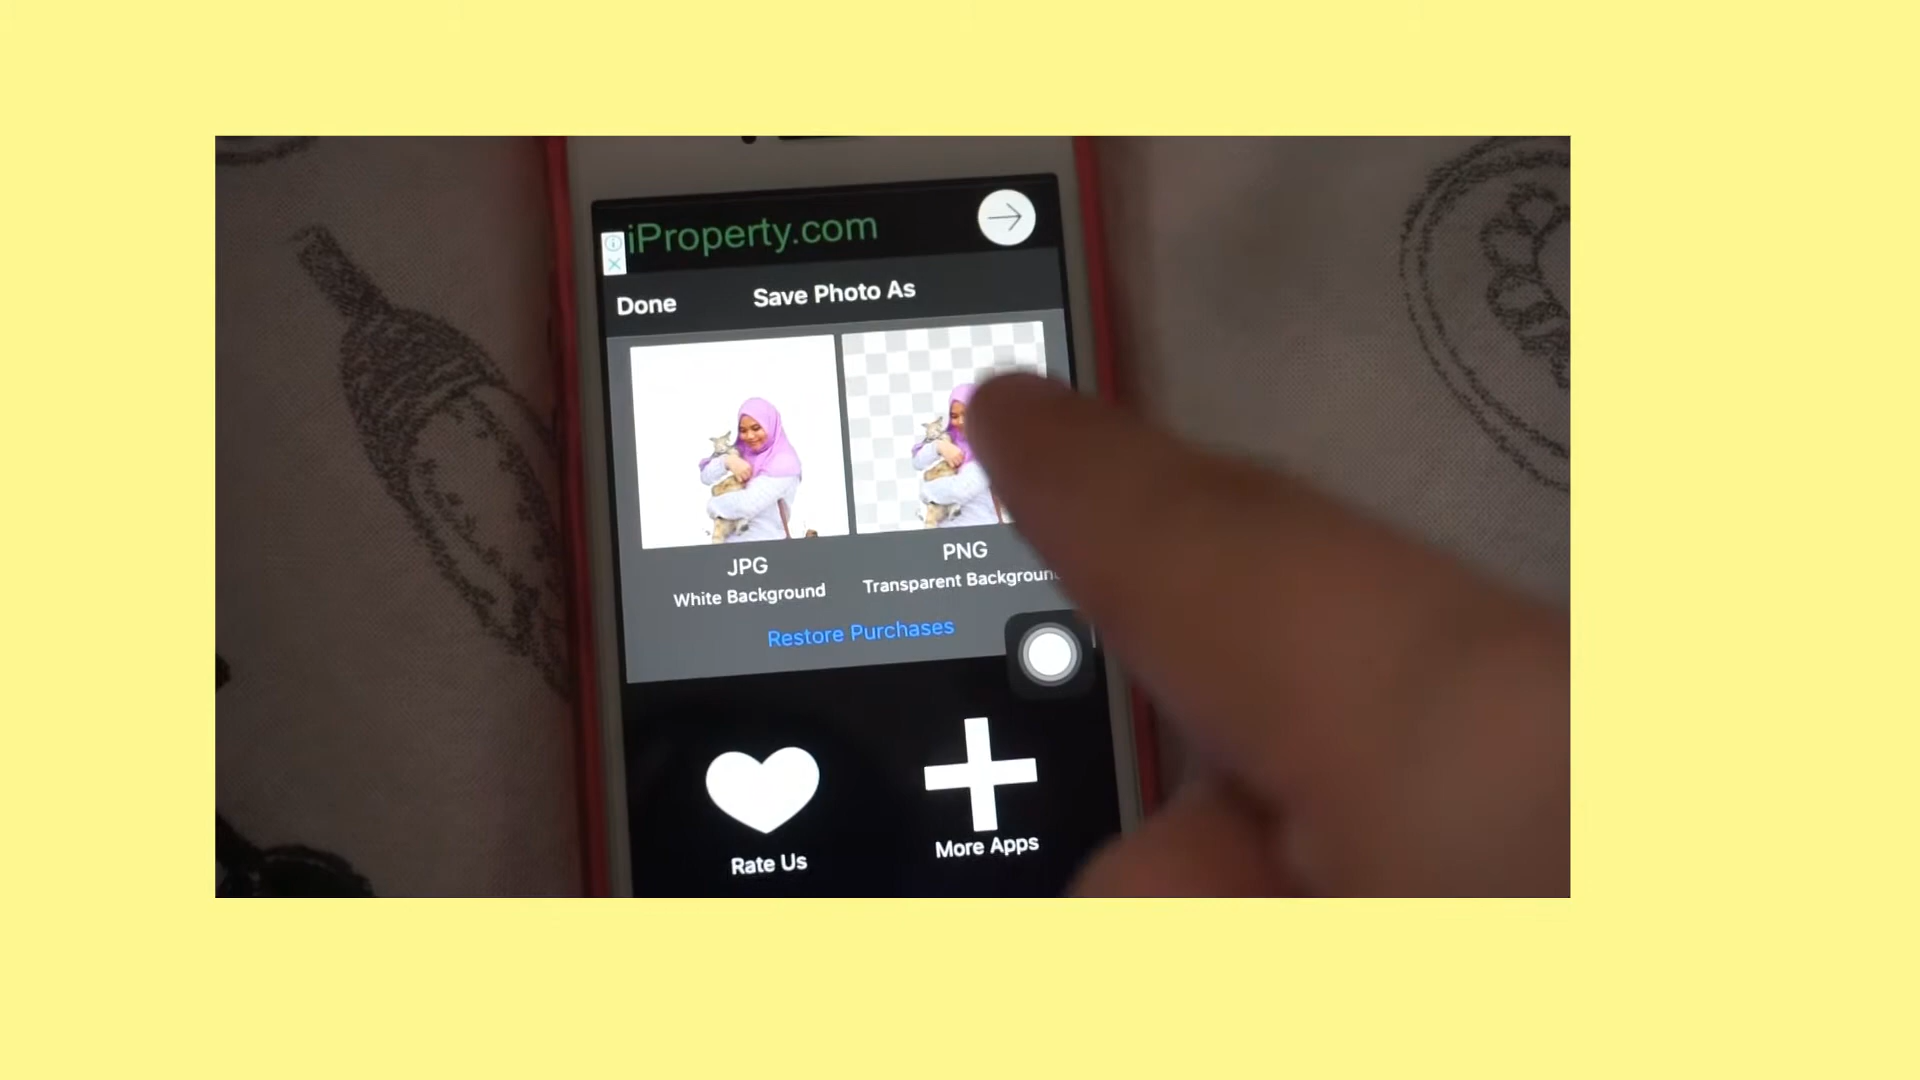 iProperty.com
Done
Save Photo As
JPG
White Background
PNG
Transparent Background
Restore Purchases
Rate Us
More Apps